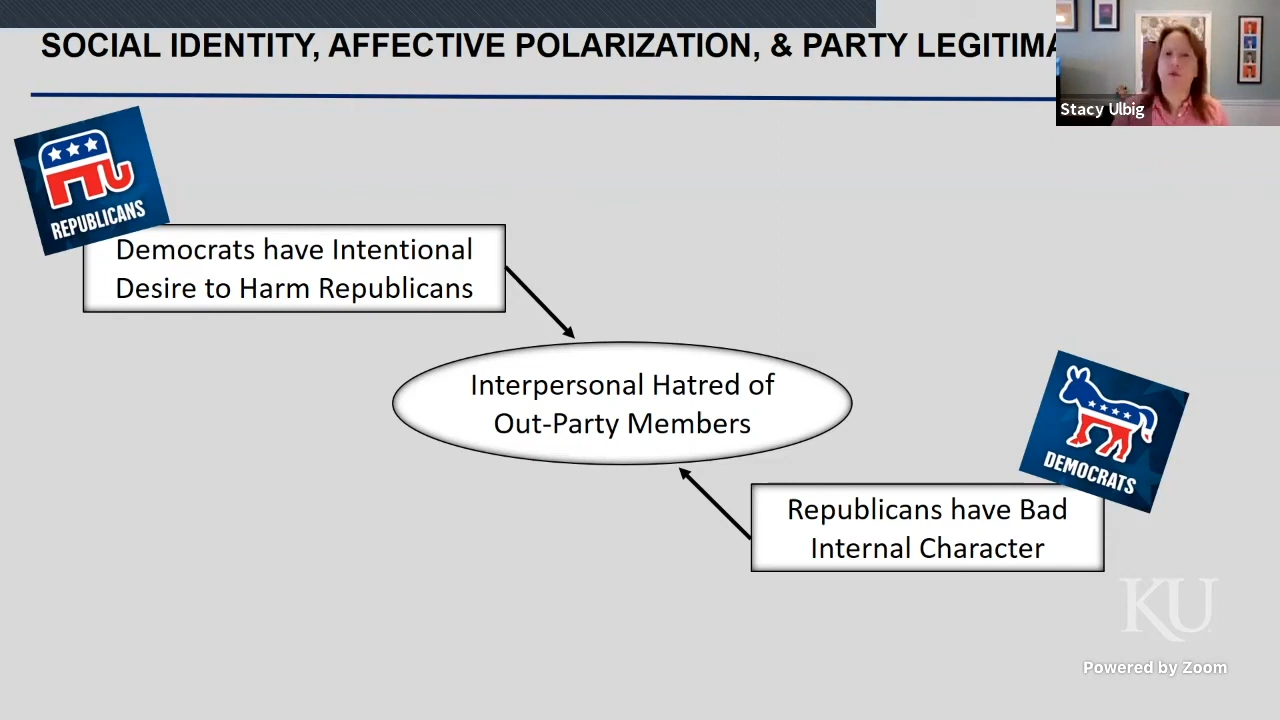 SOCIAL IDENTITY, AFFECTIVE POLARIZATION, & PARTY LEGITIMA
Stacy Ulbig
REPUBLICANS
Democrats have Intentional
Desire to Harm Republicans
Interpersonal Hatred of
Out-Party Members
DEMOCRATS
Republicans have Bad
Internal Character
KU
Powered by Zoom